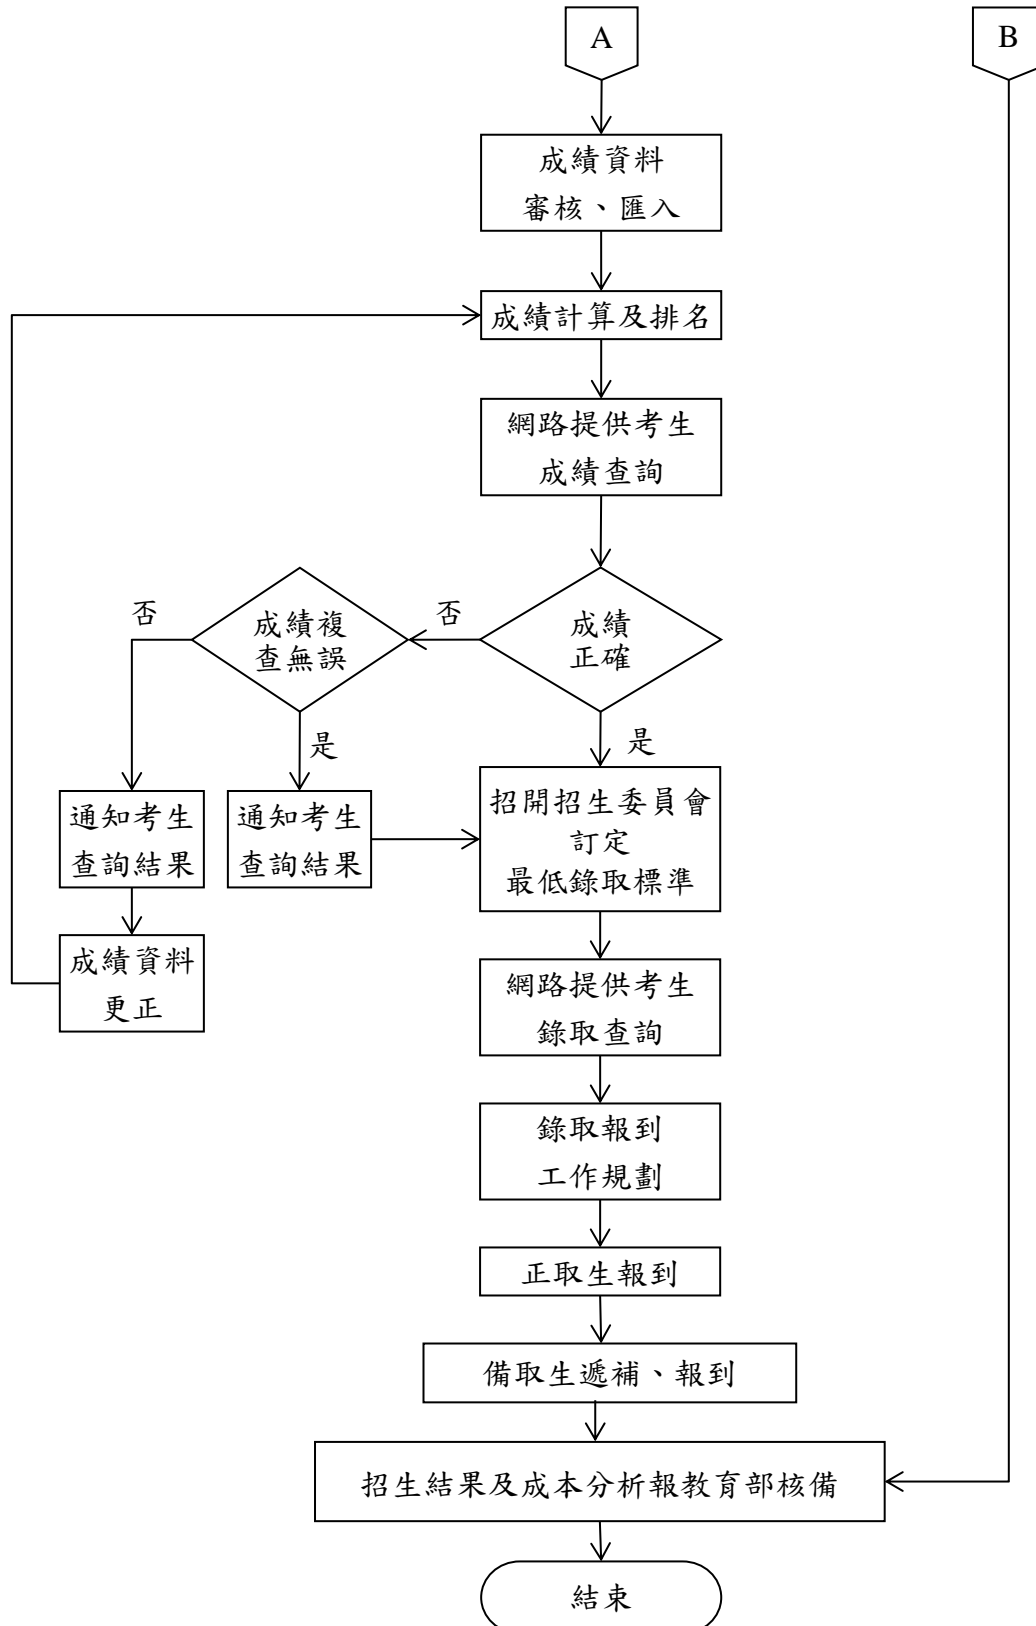 A
B
成績資料
審核、匯入
成績計算及排名
網路提供考生
成績查詢
成績
正確
否
成績複
查無誤
否
是
是
通知考生
查詢結果
通知考生
查詢結果
招開招生委員會
訂定
最低錄取標準
成績資料
更正
網路提供考生
錄取查詢
錄取報到
工作規劃
正取生報到
備取生遞補、報到
招生結果及成本分析報教育部核備
結束